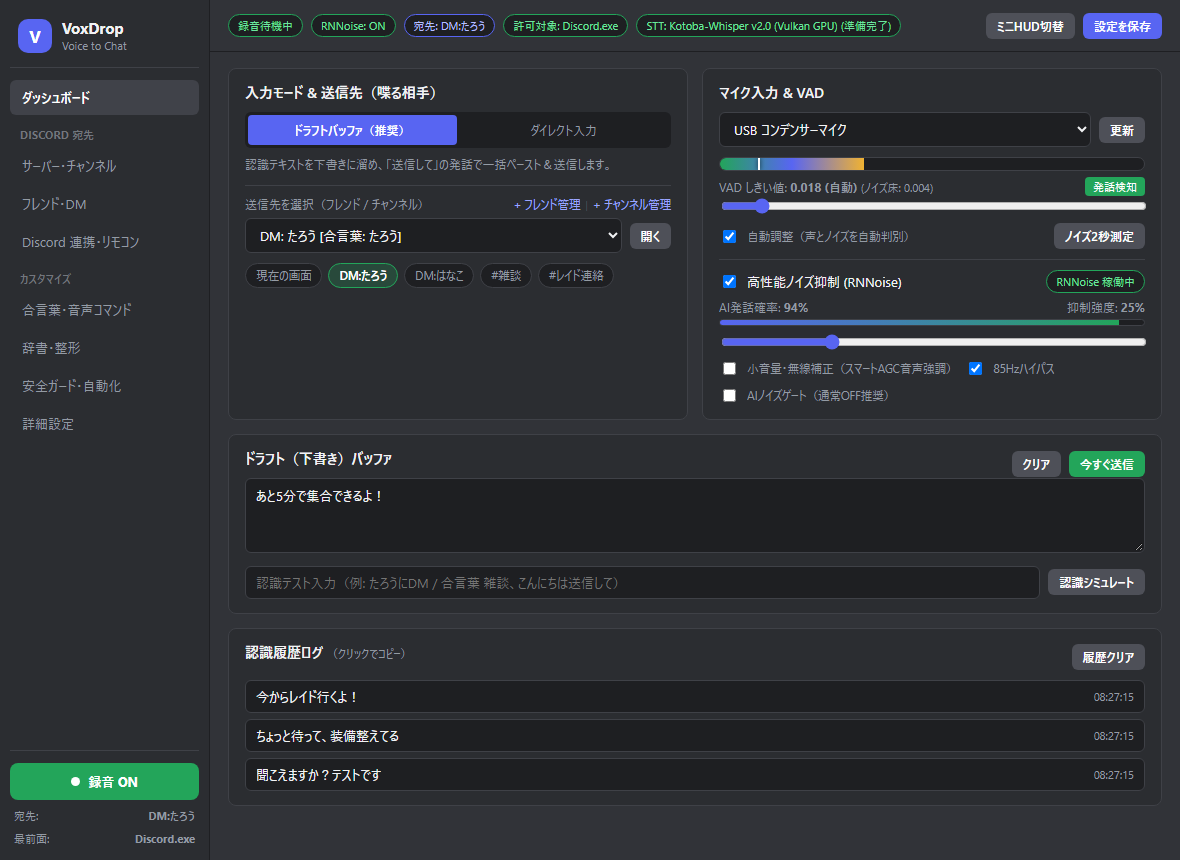 V
VoxDrop
Voice to Chat
ダッシュボード
DISCORD 宛先
サーバー・チャンネル
フレンド・DM
Discord 連携・リモコン
カスタマイズ
合言葉・音声コマンド
辞書・整形
安全ガード・自動化
詳細設定
● 録音 ON
宛先: DM:たろう
最前面: Discord.exe
録音待機中 RNNoise: ON 宛先: DM:たろう 許可対象: Discord.exe STT: Kotoba-Whisper v2.0 (Vulkan GPU) (準備完了) ミニHUD切替 設定を保存
入力モード & 送信先（喋る相手）
ドラフトバッファ（推奨） ダイレクト入力
認識テキストを下書きに溜め、「送信して」の発話で一括ペースト＆送信します。
送信先を選択（フレンド / チャンネル） + フレンド管理 | + チャンネル管理
DM: たろう [合言葉: たろう] 開く
現在の画面 DM:たろう DM:はなこ #雑談 #レイド連絡
マイク入力 & VAD
USB コンデンサーマイク 更新
VAD しきい値: 0.018 (自動) (ノイズ床: 0.004) 発話検知
自動調整（声とノイズを自動判別） ノイズ2秒測定
高性能ノイズ抑制 (RNNoise) RNNoise 稼働中
AI発話確率: 94% 抑制強度: 25%
小音量・無線補正（スマートAGC音声強調） 85Hzハイパス
AIノイズゲート（通常OFF推奨）
ドラフト（下書き）バッファ クリア 今すぐ送信
あと5分で集合できるよ！
認識テスト入力（例: たろうにDM / 合言葉 雑談、こんにちは送信して） 認識シミュレート
認識履歴ログ（クリックでコピー） 履歴クリア
今からレイド行くよ！ 08:27:15
ちょっと待って、装備整えてる 08:27:15
聞こえますか？テストです 08:27:15